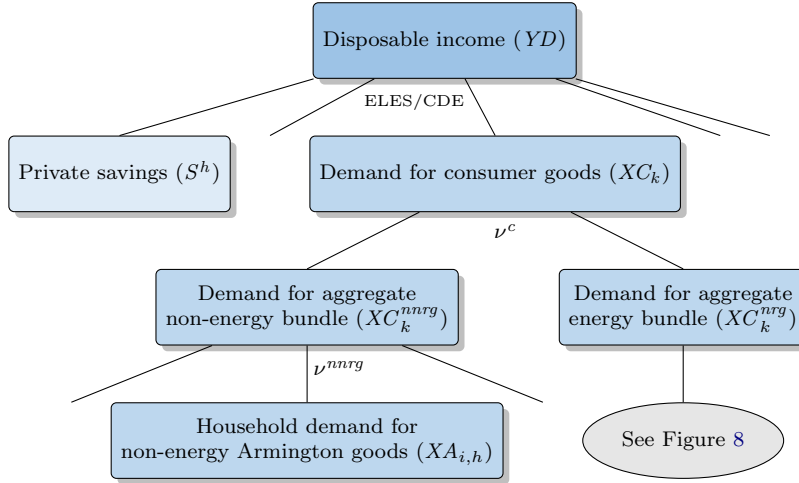 Disposable income (YD)
ELES/CDE
Private savings (S^h)
Demand for consumer goods (XC_k)
ν^c
Demand for aggregate
non-energy bundle (XC_k^{nnrg})
Demand for aggregate
energy bundle (XC_k^{nrg})
ν^{nnrg}
Household demand for
non-energy Armington goods (XA_{i,h})
See Figure 8